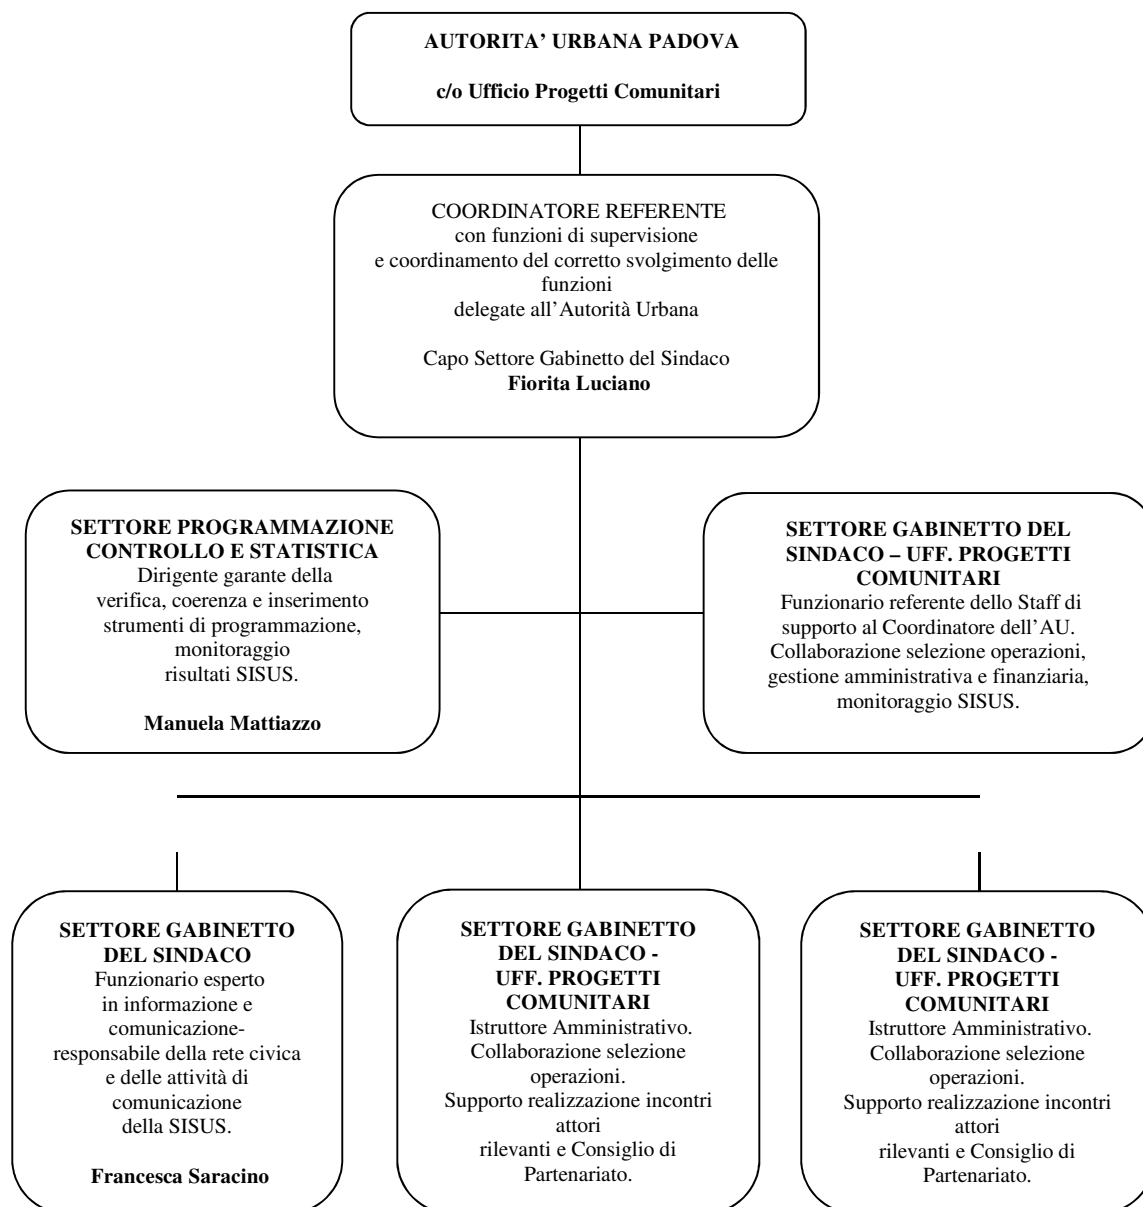 AUTORITA’ URBANA PADOVA
c/o Ufficio Progetti Comunitari
COORDINATORE REFERENTE
con funzioni di supervisione
e coordinamento del corretto svolgimento delle
funzioni
delegate all’Autorità Urbana
Capo Settore Gabinetto del Sindaco
Fiorita Luciano
SETTORE PROGRAMMAZIONE
CONTROLLO E STATISTICA
Dirigente garante della
verifica, coerenza e inserimento
strumenti di programmazione,
monitoraggio
risultati SISUS.
Manuela Mattiazzo
SETTORE GABINETTO DEL
SINDACO – UFF. PROGETTI
COMUNITARI
Funzionario referente dello Staff di
supporto al Coordinatore dell’AU.
Collaborazione selezione operazioni,
gestione amministrativa e finanziaria,
monitoraggio SISUS.
SETTORE GABINETTO
DEL SINDACO
Funzionario esperto
in informazione e
comunicazione-
responsabile della rete civica
e delle attività di
comunicazione
della SISUS.
Francesca Saracino
SETTORE GABINETTO
DEL SINDACO -
UFF. PROGETTI
COMUNITARI
Istruttore Amministrativo.
Collaborazione selezione
operazioni.
Supporto realizzazione incontri
attori
rilevanti e Consiglio di
Partenariato.
SETTORE GABINETTO
DEL SINDACO -
UFF. PROGETTI
COMUNITARI
Istruttore Amministrativo.
Collaborazione selezione
operazioni.
Supporto realizzazione incontri
attori
rilevanti e Consiglio di
Partenariato.